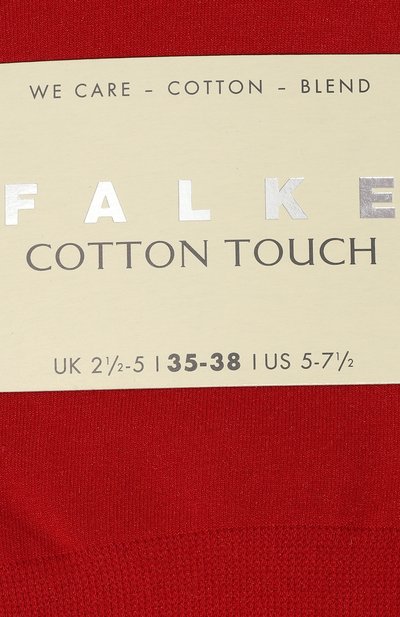 WE CARE – COTTON – BLEND
FALKE
COTTON TOUCH
UK 2½-5 | 35-38 | US 5-7½